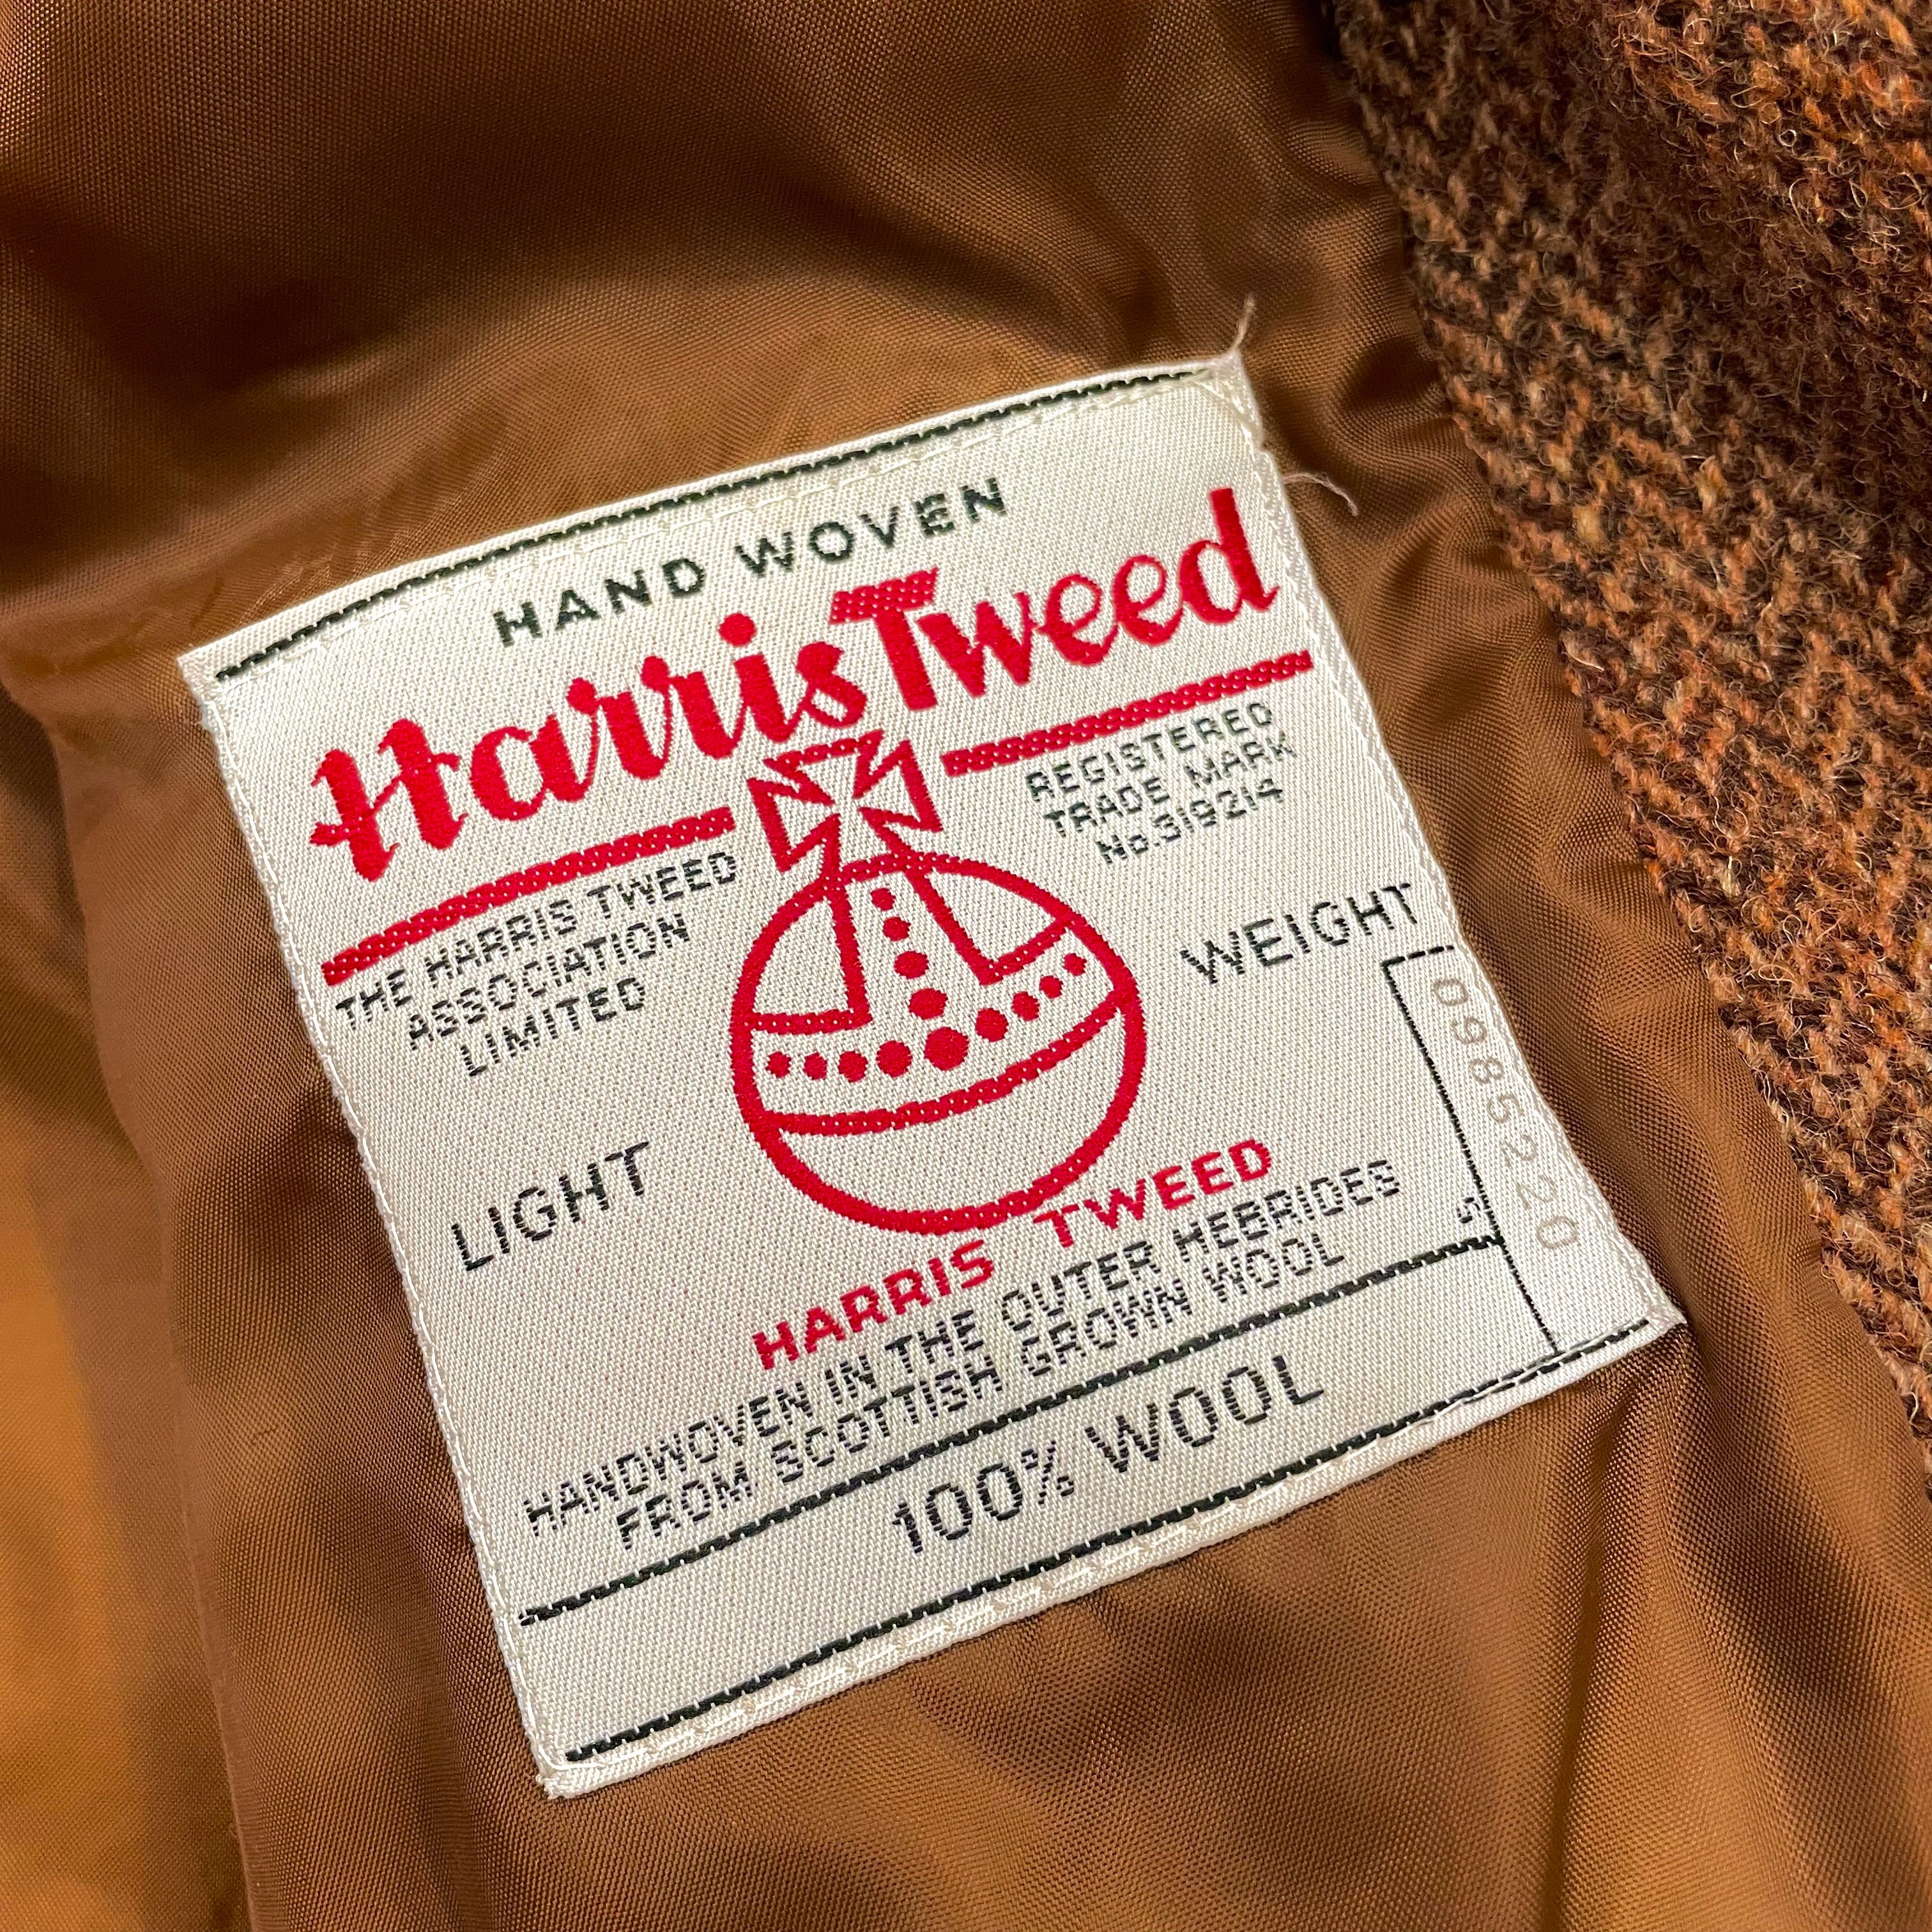 HAND WOVEN
Harris Tweed
THE HARRIS TWEED
ASSOCIATION
LIMITED
REGISTERED
TRADE MARK
No.319214
LIGHT WEIGHT
HARRIS TWEED
HANDWOVEN IN THE OUTER HEBRIDES
FROM SCOTTISH GROWN WOOL
5
100% WOOL
0985220